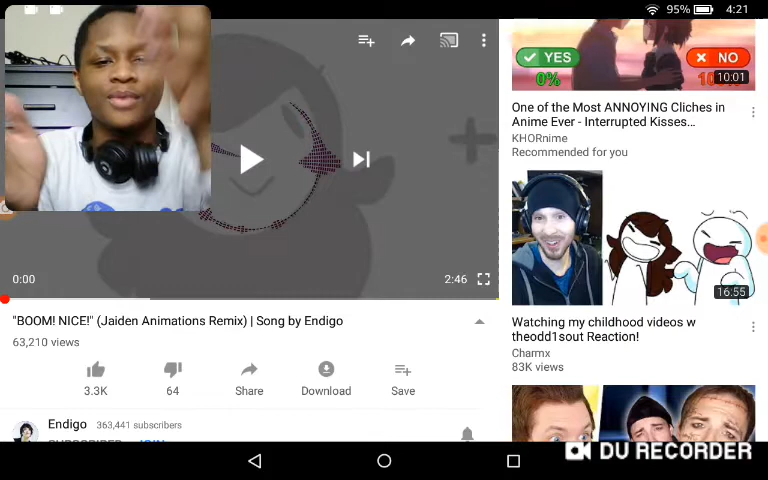 95% 4:21
YES
NO
0%
10:01
One of the Most ANNOYING Cliches in
Anime Ever - Interrupted Kisses...
KHORnime
Recommended for you
0:00
2:46
16:55
"BOOM! NICE!" (Jaiden Animations Remix) | Song by Endigo
63,210 views
Watching my childhood videos w
theodd1sout Reaction!
Charmx
83K views
3.3K
64
Share
Download
Save
Endigo 363,441 subscribers
DU RECORDER